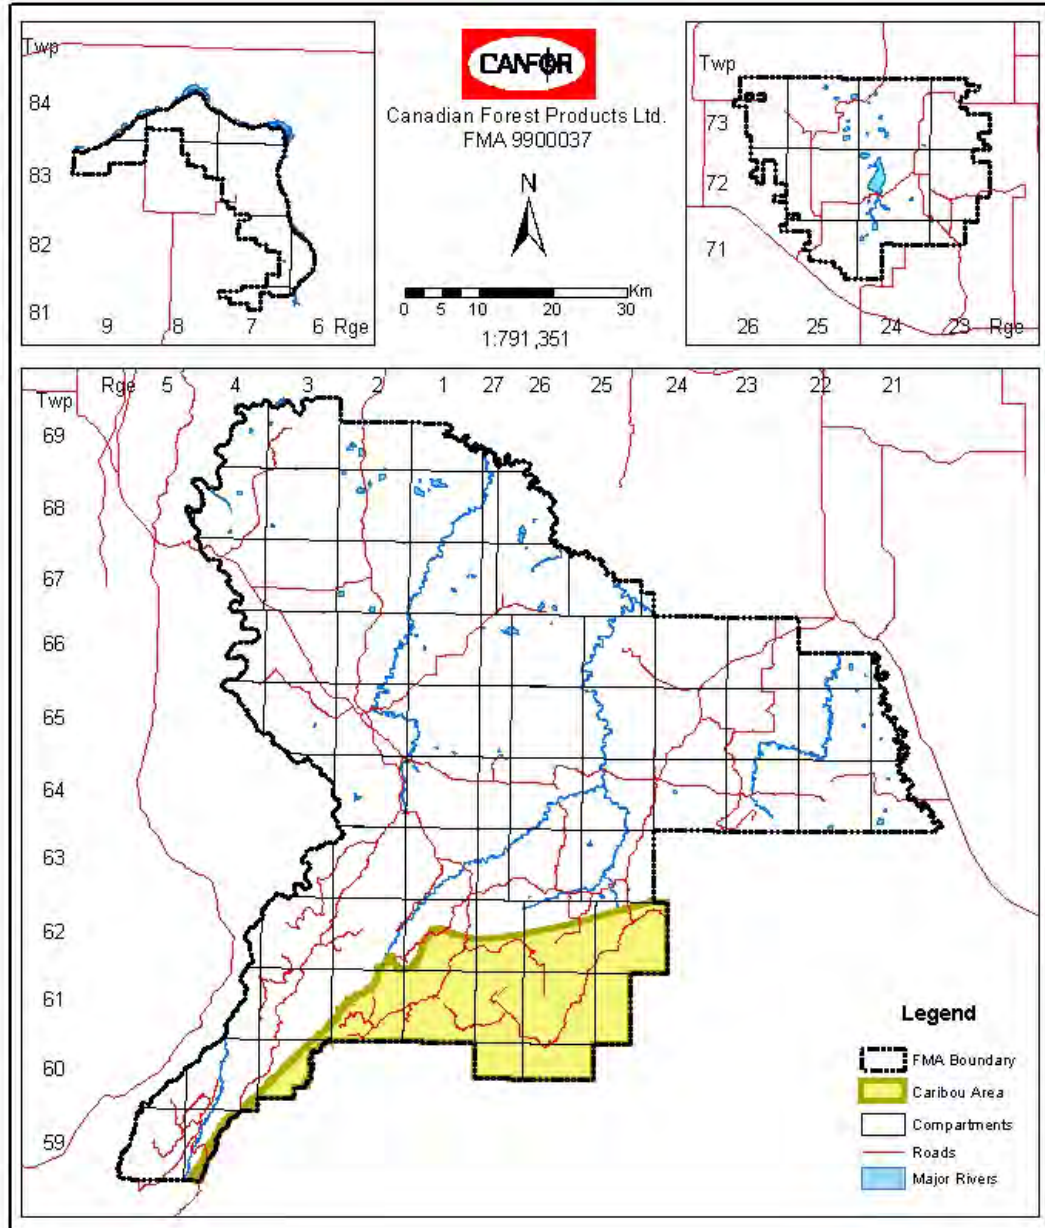 Twp
84
83
82
81
9 8 7 6 Rge
CANFOR
Canadian Forest Products Ltd.
FMA 9900037
N
0 5 10 20 30 Km
1:791,351
Twp
73
72
71
26 25 24 23 Rge
Rge 5 4 3 2 1 27 26 25 24 23 22 21
Twp
69
68
67
66
65
64
63
62
61
60
59
Legend
FMA Boundary
Caribou Area
Compartments
Roads
Major Rivers